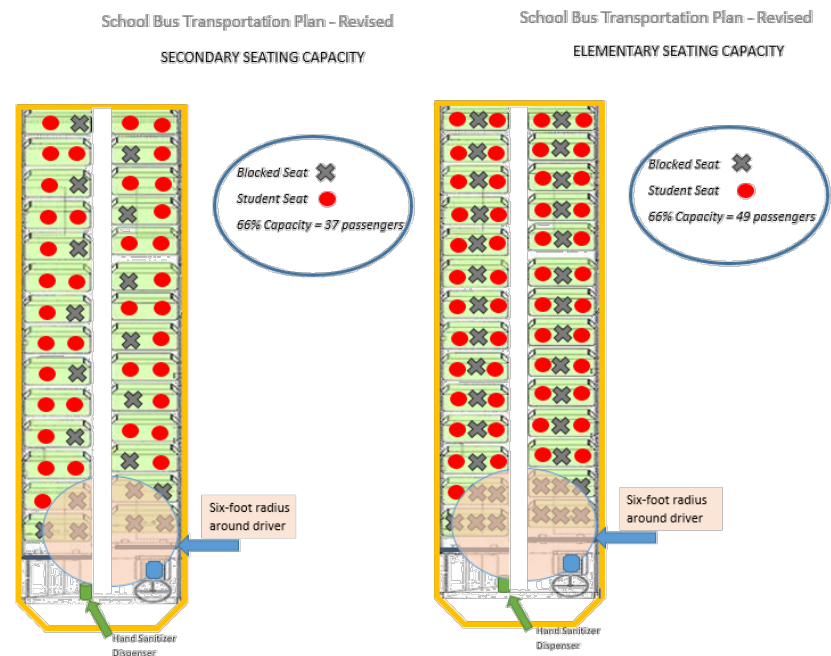 School Bus Transportation Plan - Revised
SECONDARY SEATING CAPACITY
Blocked Seat
Student Seat
66% Capacity = 37 passengers
Six-foot radius
around driver
Hand Sanitizer
Dispenser
School Bus Transportation Plan - Revised
ELEMENTARY SEATING CAPACITY
Blocked Seat
Student Seat
66% Capacity = 49 passengers
Six-foot radius
around driver
Hand Sanitizer
Dispenser